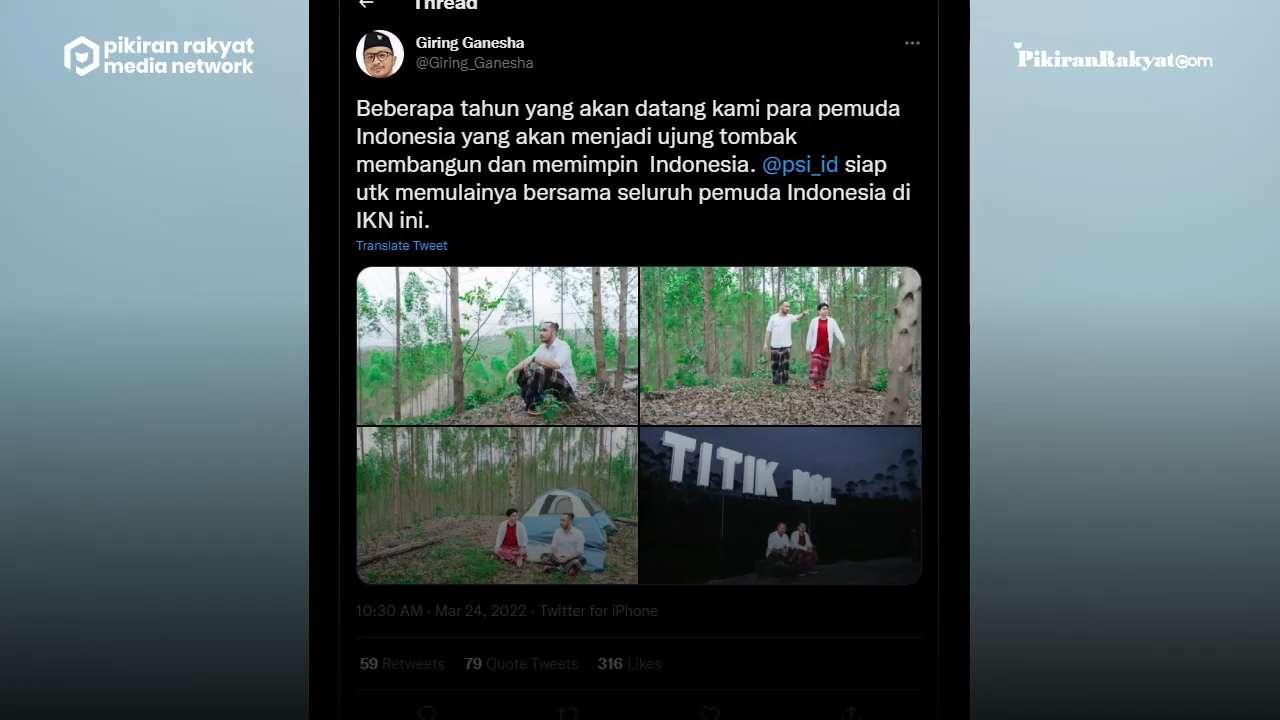 pikiran rakyat
media network
PikiranRakyat.com
Thread
Giring Ganesha
@Giring_Ganesha
Beberapa tahun yang akan datang kami para pemuda
Indonesia yang akan menjadi ujung tombak
membangun dan memimpin Indonesia. @psi_id siap
utk memulainya bersama seluruh pemuda Indonesia di
IKN ini.
Translate Tweet
TITIK NOL
10:30 AM · Mar 24, 2022 · Twitter for iPhone
59 Retweets 79 Quote Tweets 316 Likes